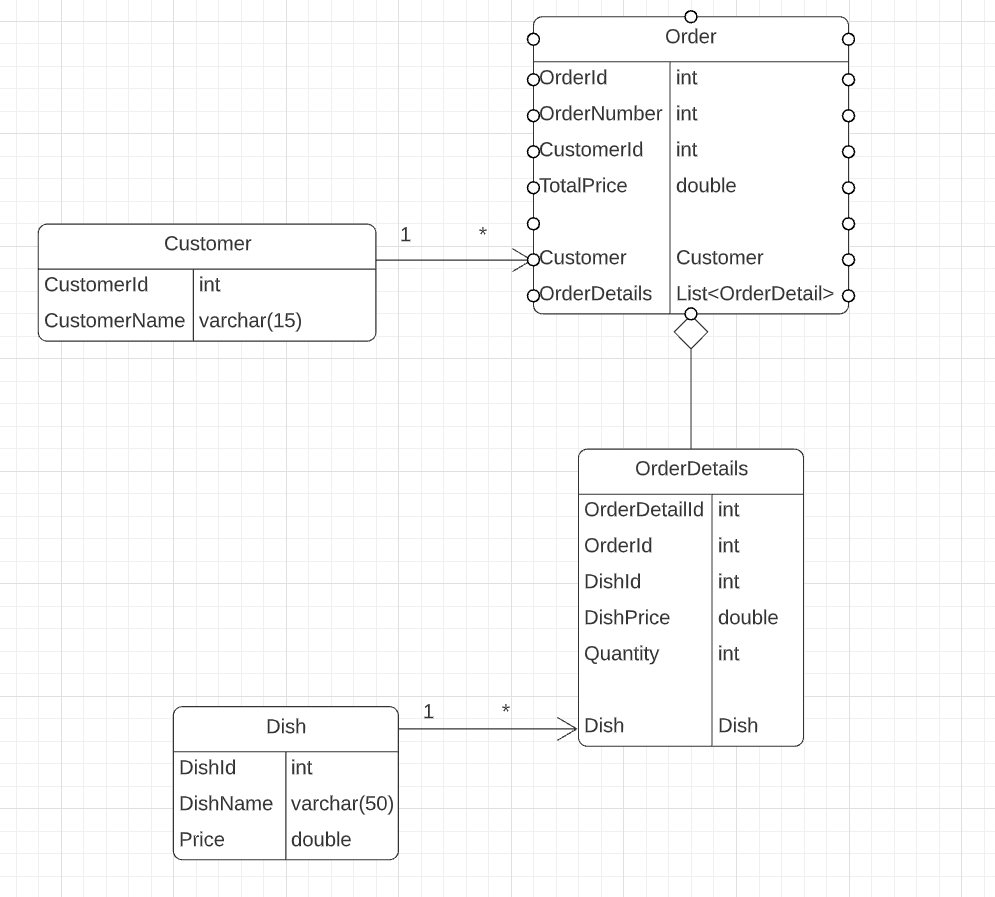 Order
OrderId int
OrderNumber int
CustomerId int
TotalPrice double
Customer Customer
OrderDetails List<OrderDetail>
1 *
Customer
CustomerId int
CustomerName varchar(15)
OrderDetails
OrderDetailId int
OrderId int
DishId int
DishPrice double
Quantity int
Dish Dish
1 *
Dish
DishId int
DishName varchar(50)
Price double